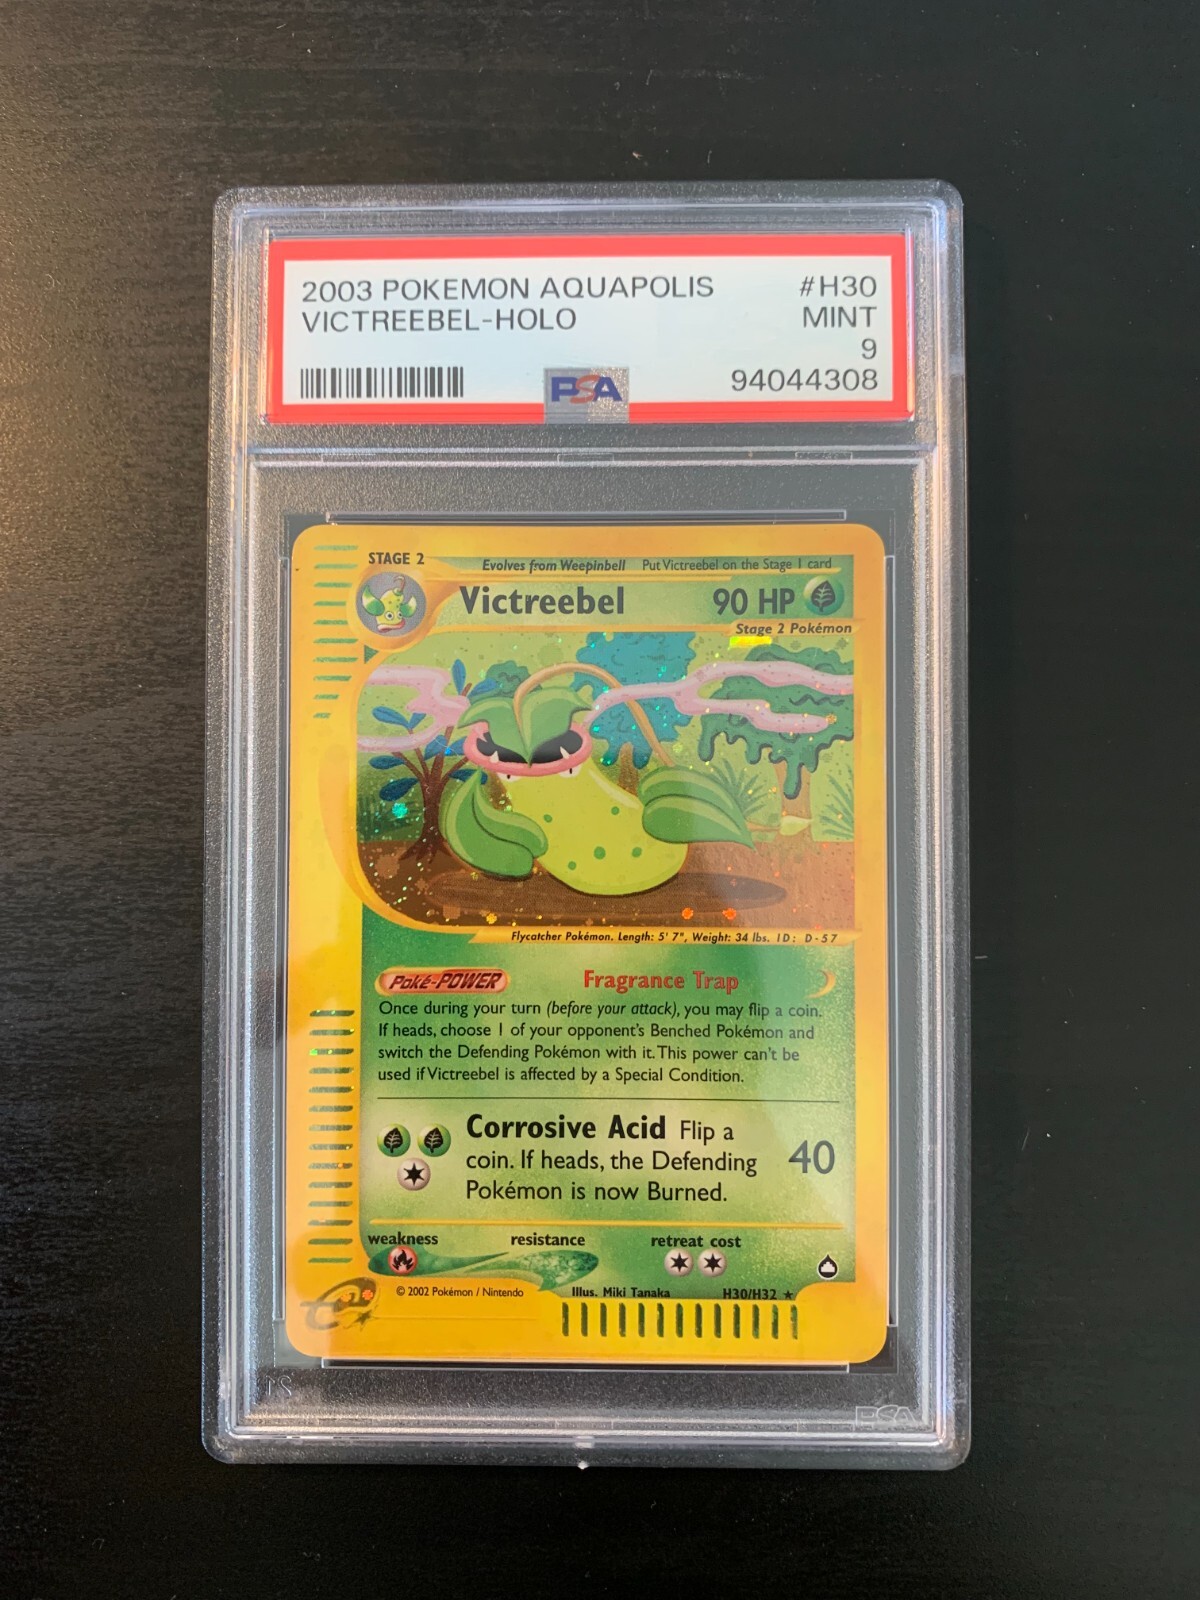 2003 POKEMON AQUAPOLIS #H30
VICTREEBEL-HOLO MINT
9
PSA 94044308
STAGE 2 Evolves from Weepinbell Put Victreebel on the Stage 1 card
Victreebel 90 HP
Stage 2 Pokémon
Flycatcher Pokémon. Length: 5' 7", Weight: 34 lbs. ID: D-57
Poké-POWER Fragrance Trap
Once during your turn (before your attack), you may flip a coin.
If heads, choose 1 of your opponent's Benched Pokémon and
switch the Defending Pokémon with it. This power can't be
used if Victreebel is affected by a Special Condition.
Corrosive Acid Flip a
coin. If heads, the Defending 40
Pokémon is now Burned.
weakness resistance retreat cost
© 2002 Pokémon / Nintendo Illus. Miki Tanaka H30/H32 ★
PSA